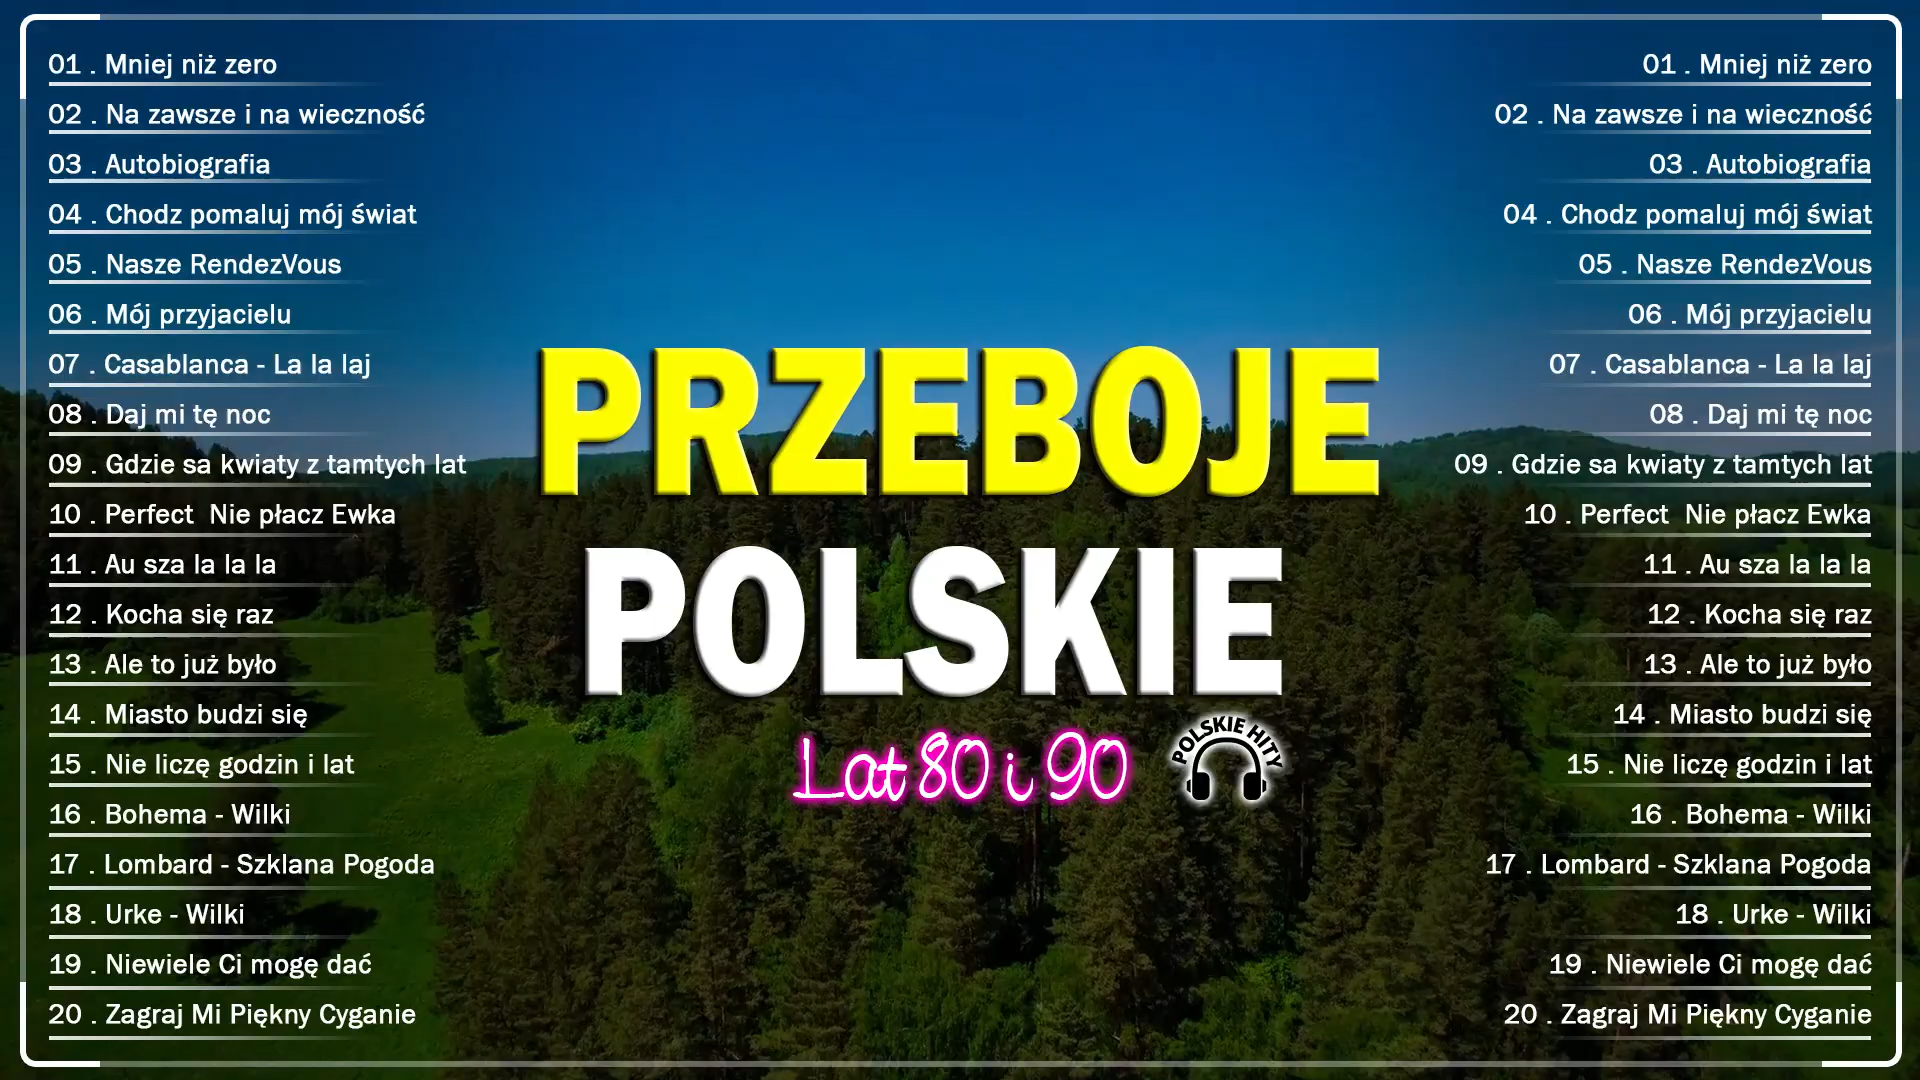 01 . Mniej niż zero
02 . Na zawsze i na wieczność
03 . Autobiografia
04 . Chodz pomaluj mój świat
05 . Nasze RendezVous
06 . Mój przyjacielu
07 . Casablanca - La la laj
08 . Daj mi tę noc
09 . Gdzie sa kwiaty z tamtych lat
10 . Perfect  Nie płacz Ewka
11 . Au sza la la la
12 . Kocha się raz
13 . Ale to już było
14 . Miasto budzi się
15 . Nie liczę godzin i lat
16 . Bohema - Wilki
17 . Lombard - Szklana Pogoda
18 . Urke - Wilki
19 . Niewiele Ci mogę dać
20 . Zagraj Mi Piękny Cyganie
PRZEBOJE
POLSKIE
Lat 80 i 90
POLSKIE HITY
01 . Mniej niż zero
02 . Na zawsze i na wieczność
03 . Autobiografia
04 . Chodz pomaluj mój świat
05 . Nasze RendezVous
06 . Mój przyjacielu
07 . Casablanca - La la laj
08 . Daj mi tę noc
09 . Gdzie sa kwiaty z tamtych lat
10 . Perfect  Nie płacz Ewka
11 . Au sza la la la
12 . Kocha się raz
13 . Ale to już było
14 . Miasto budzi się
15 . Nie liczę godzin i lat
16 . Bohema - Wilki
17 . Lombard - Szklana Pogoda
18 . Urke - Wilki
19 . Niewiele Ci mogę dać
20 . Zagraj Mi Piękny Cyganie